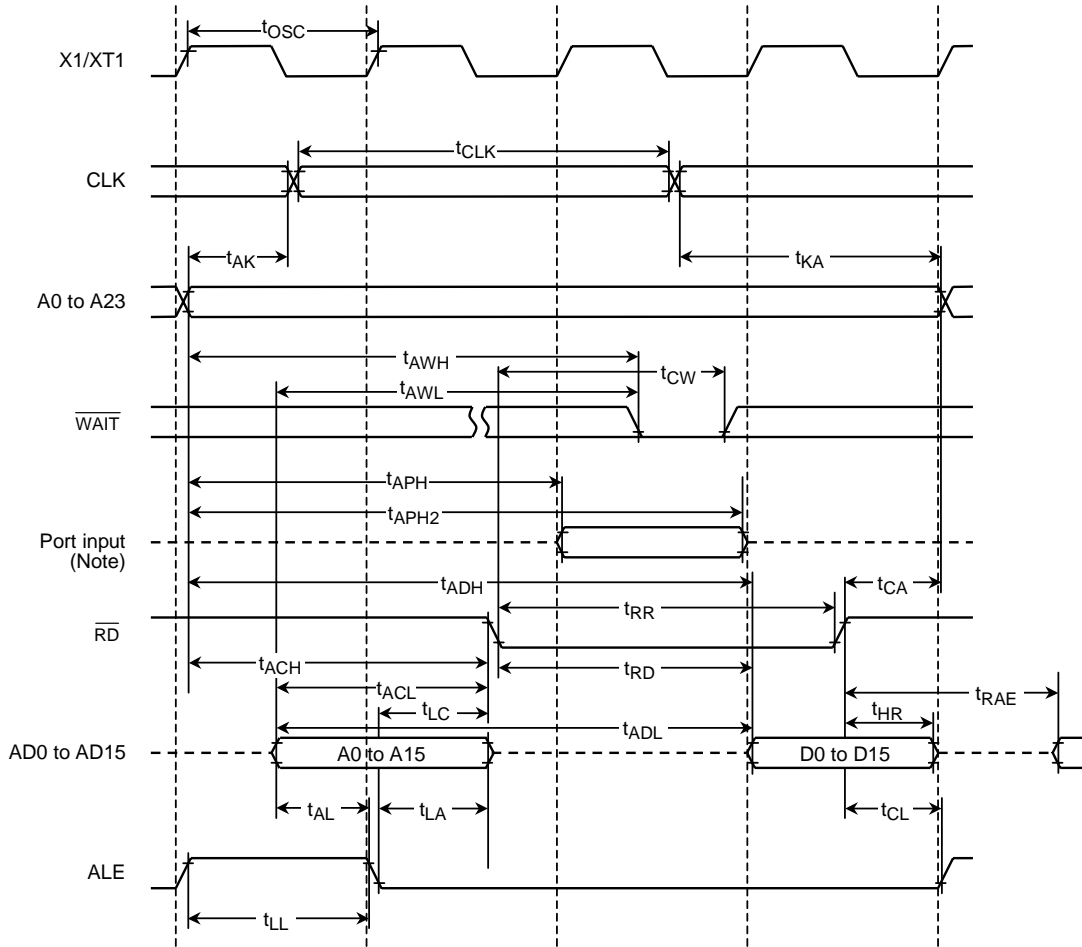 tOSC
X1/XT1
tCLK
CLK
tAK
tKA
A0 to A23
tAWH
tCW
tAWL
WAIT
tAPH
tAPH2
Port input
(Note)
tADH
tCA
tRR
RD
tACH
tRD
tACL
tRAE
tLC
tHR
tADL
AD0 to AD15
A0 to A15
D0 to D15
tAL
tLA
tCL
ALE
tLL